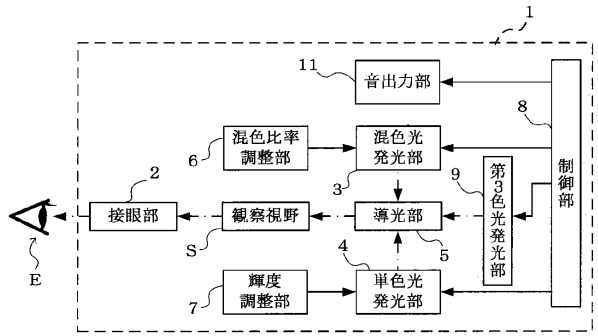 1
11
音出力部
8
混色比率
調整部
6
混色光
発光部
3
制御部
9
第3色光発光部
2
接眼部
観察視野
S
導光部
5
E
4
輝度
調整部
7
単色光
発光部